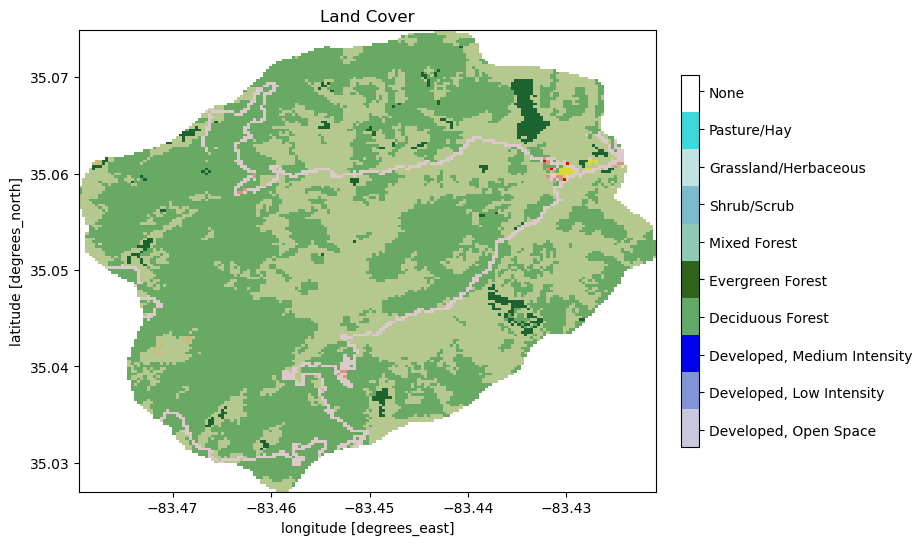 Land Cover
35.07
35.06
35.05
35.04
35.03
latitude [degrees_north]
−83.47
−83.46
−83.45
−83.44
−83.43
longitude [degrees_east]
None
Pasture/Hay
Grassland/Herbaceous
Shrub/Scrub
Mixed Forest
Evergreen Forest
Deciduous Forest
Developed, Medium Intensity
Developed, Low Intensity
Developed, Open Space